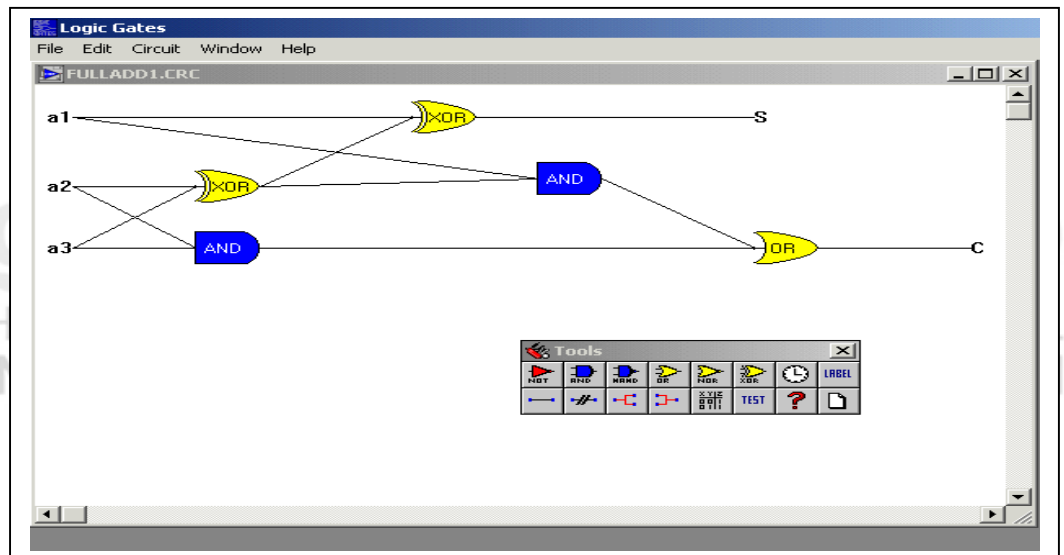 Logic Gates
File Edit Circuit Window Help
FULLADD1.CRC
a1 XOR S
AND
a2 XOR
a3 AND OR C
Tools
NOT AND NAND OR NOR XOR LABEL
XY|Z TEST ?